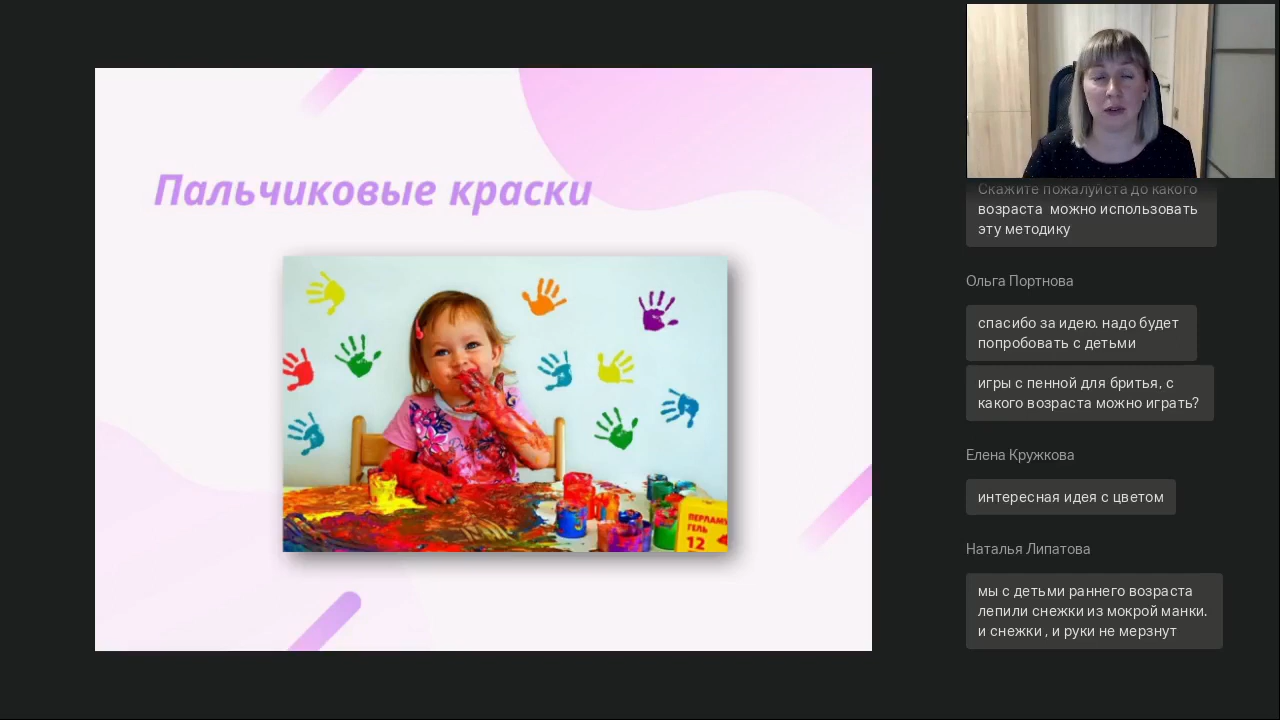 Пальчиковые краски
ПЕРЛАМУ
ГЕЛЬ
12
Скажите пожалуйста до какого
возраста можно использовать
эту методику
Ольга Портнова
спасибо за идею. надо будет
попробовать с детьми
игры с пенной для бритья, с
какого возраста можно играть?
Елена Кружкова
интересная идея с цветом
Наталья Липатова
мы с детьми раннего возраста
лепили снежки из мокрой манки.
и снежки , и руки не мерзнут